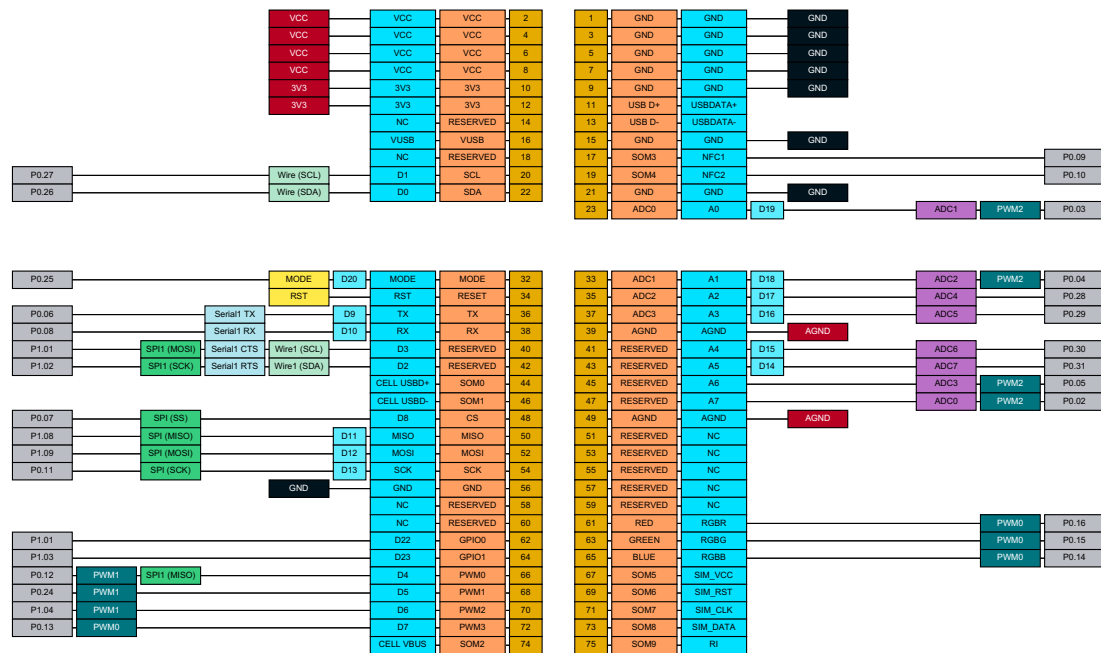 VCC VCC VCC 2 1 GND GND GND
VCC VCC VCC 4 3 GND GND GND
VCC VCC VCC 6 5 GND GND GND
VCC VCC VCC 8 7 GND GND GND
3V3 3V3 3V3 10 9 GND GND GND
3V3 3V3 3V3 12 11 USB D+ USBDATA+
NC RESERVED 14 13 USB D- USBDATA-
VUSB VUSB 16 15 GND GND GND
NC RESERVED 18 17 SOM3 NFC1 P0.09
P0.27 Wire (SCL) D1 SCL 20 19 SOM4 NFC2 P0.10
P0.26 Wire (SDA) D0 SDA 22 21 GND GND GND
23 ADC0 A0 D19 ADC1 PWM2 P0.03
P0.25 MODE D20 MODE MODE 32 33 ADC1 A1 D18 ADC2 PWM2 P0.04
RST RST RESET 34 35 ADC2 A2 D17 ADC4 P0.28
P0.06 Serial1 TX D9 TX TX 36 37 ADC3 A3 D16 ADC5 P0.29
P0.08 Serial1 RX D10 RX RX 38 39 AGND AGND AGND
P1.01 SPI1 (MOSI) Serial1 CTS Wire1 (SCL) D3 RESERVED 40 41 RESERVED A4 D15 ADC6 P0.30
P1.02 SPI1 (SCK) Serial1 RTS Wire1 (SDA) D2 RESERVED 42 43 RESERVED A5 D14 ADC7 P0.31
CELL USBD+ SOM0 44 45 RESERVED A6 ADC3 PWM2 P0.05
CELL USBD- SOM1 46 47 RESERVED A7 ADC0 PWM2 P0.02
P0.07 SPI (SS) D8 CS 48 49 AGND AGND AGND
P1.08 SPI (MISO) D11 MISO MISO 50 51 RESERVED NC
P1.09 SPI (MOSI) D12 MOSI MOSI 52 53 RESERVED NC
P0.11 SPI (SCK) D13 SCK SCK 54 55 RESERVED NC
GND GND GND 56 57 RESERVED NC
NC RESERVED 58 59 RESERVED NC
NC RESERVED 60 61 RED RGBR PWM0 P0.16
P1.01 D22 GPIO0 62 63 GREEN RGBG PWM0 P0.15
P1.03 D23 GPIO1 64 65 BLUE RGBB PWM0 P0.14
P0.12 PWM1 SPI1 (MISO) D4 PWM0 66 67 SOM5 SIM_VCC
P0.24 PWM1 D5 PWM1 68 69 SOM6 SIM_RST
P1.04 PWM1 D6 PWM2 70 71 SOM7 SIM_CLK
P0.13 PWM0 D7 PWM3 72 73 SOM8 SIM_DATA
CELL VBUS SOM2 74 75 SOM9 RI